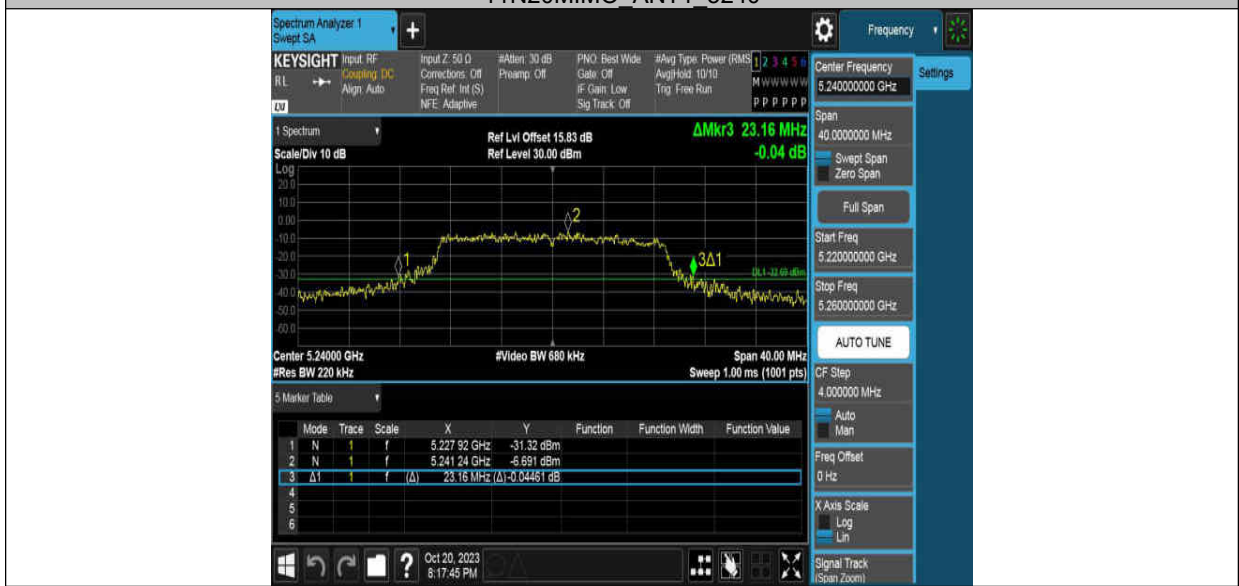 Spectrum Analyzer 1
Swept SA
+
Frequency
KEYSIGHT
RL
Input: RF
Coupling: DC
Align: Auto
Input Z: 50 Ω
Corrections: Off
Freq Ref: Int (S)
NFE: Adaptive
#Atten: 30 dB
Preamp: Off
PNO: Best Wide
Gate: Off
IF Gain: Low
Sig Track: Off
#Avg Type: Power (RMS
Avg|Hold: 10/10
Trig: Free Run
1 2 3 4 5 6
M W W W W W
P P P P P P
Settings
Center Frequency
5.240000000 GHz
Span
40.0000000 MHz
Swept Span
Zero Span
Full Span
Start Freq
5.220000000 GHz
Stop Freq
5.260000000 GHz
AUTO TUNE
CF Step
4.000000 MHz
Auto
Man
Freq Offset
0 Hz
X Axis Scale
Log
Lin
Signal Track
(Span Zoom)
1 Spectrum
Scale/Div 10 dB
Ref Lvl Offset 15.83 dB
Ref Level 30.00 dBm
ΔMkr3 23.16 MHz
-0.04 dB
Log
20.0
10.0
0.00
-10.0
-20.0
-30.0
-40.0
-50.0
-60.0
1
2
3Δ1
Center 5.24000 GHz
#Res BW 220 kHz
#Video BW 680 kHz
Span 40.00 MHz
Sweep 1.00 ms (1001 pts)
5 Marker Table
Mode Trace Scale X Y Function Function Width Function Value
1 N 1 f 5.227 92 GHz -31.32 dBm
2 N 1 f 5.241 24 GHz -6.691 dBm
3 Δ1 1 f (Δ) 23.16 MHz (Δ) -0.04461 dB
4
5
6
?
Oct 20, 2023
8:17:45 PM